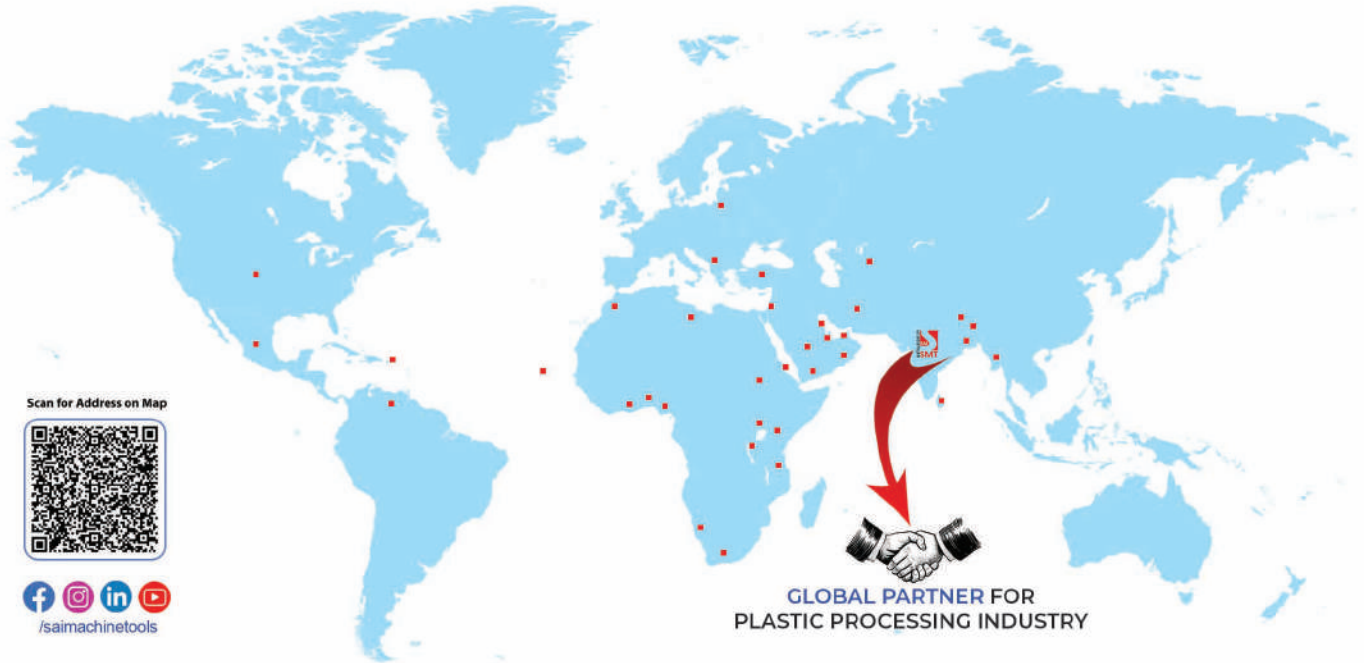 SMT
Scan for Address on Map
/saimachinetools
GLOBAL PARTNER FOR
PLASTIC PROCESSING INDUSTRY